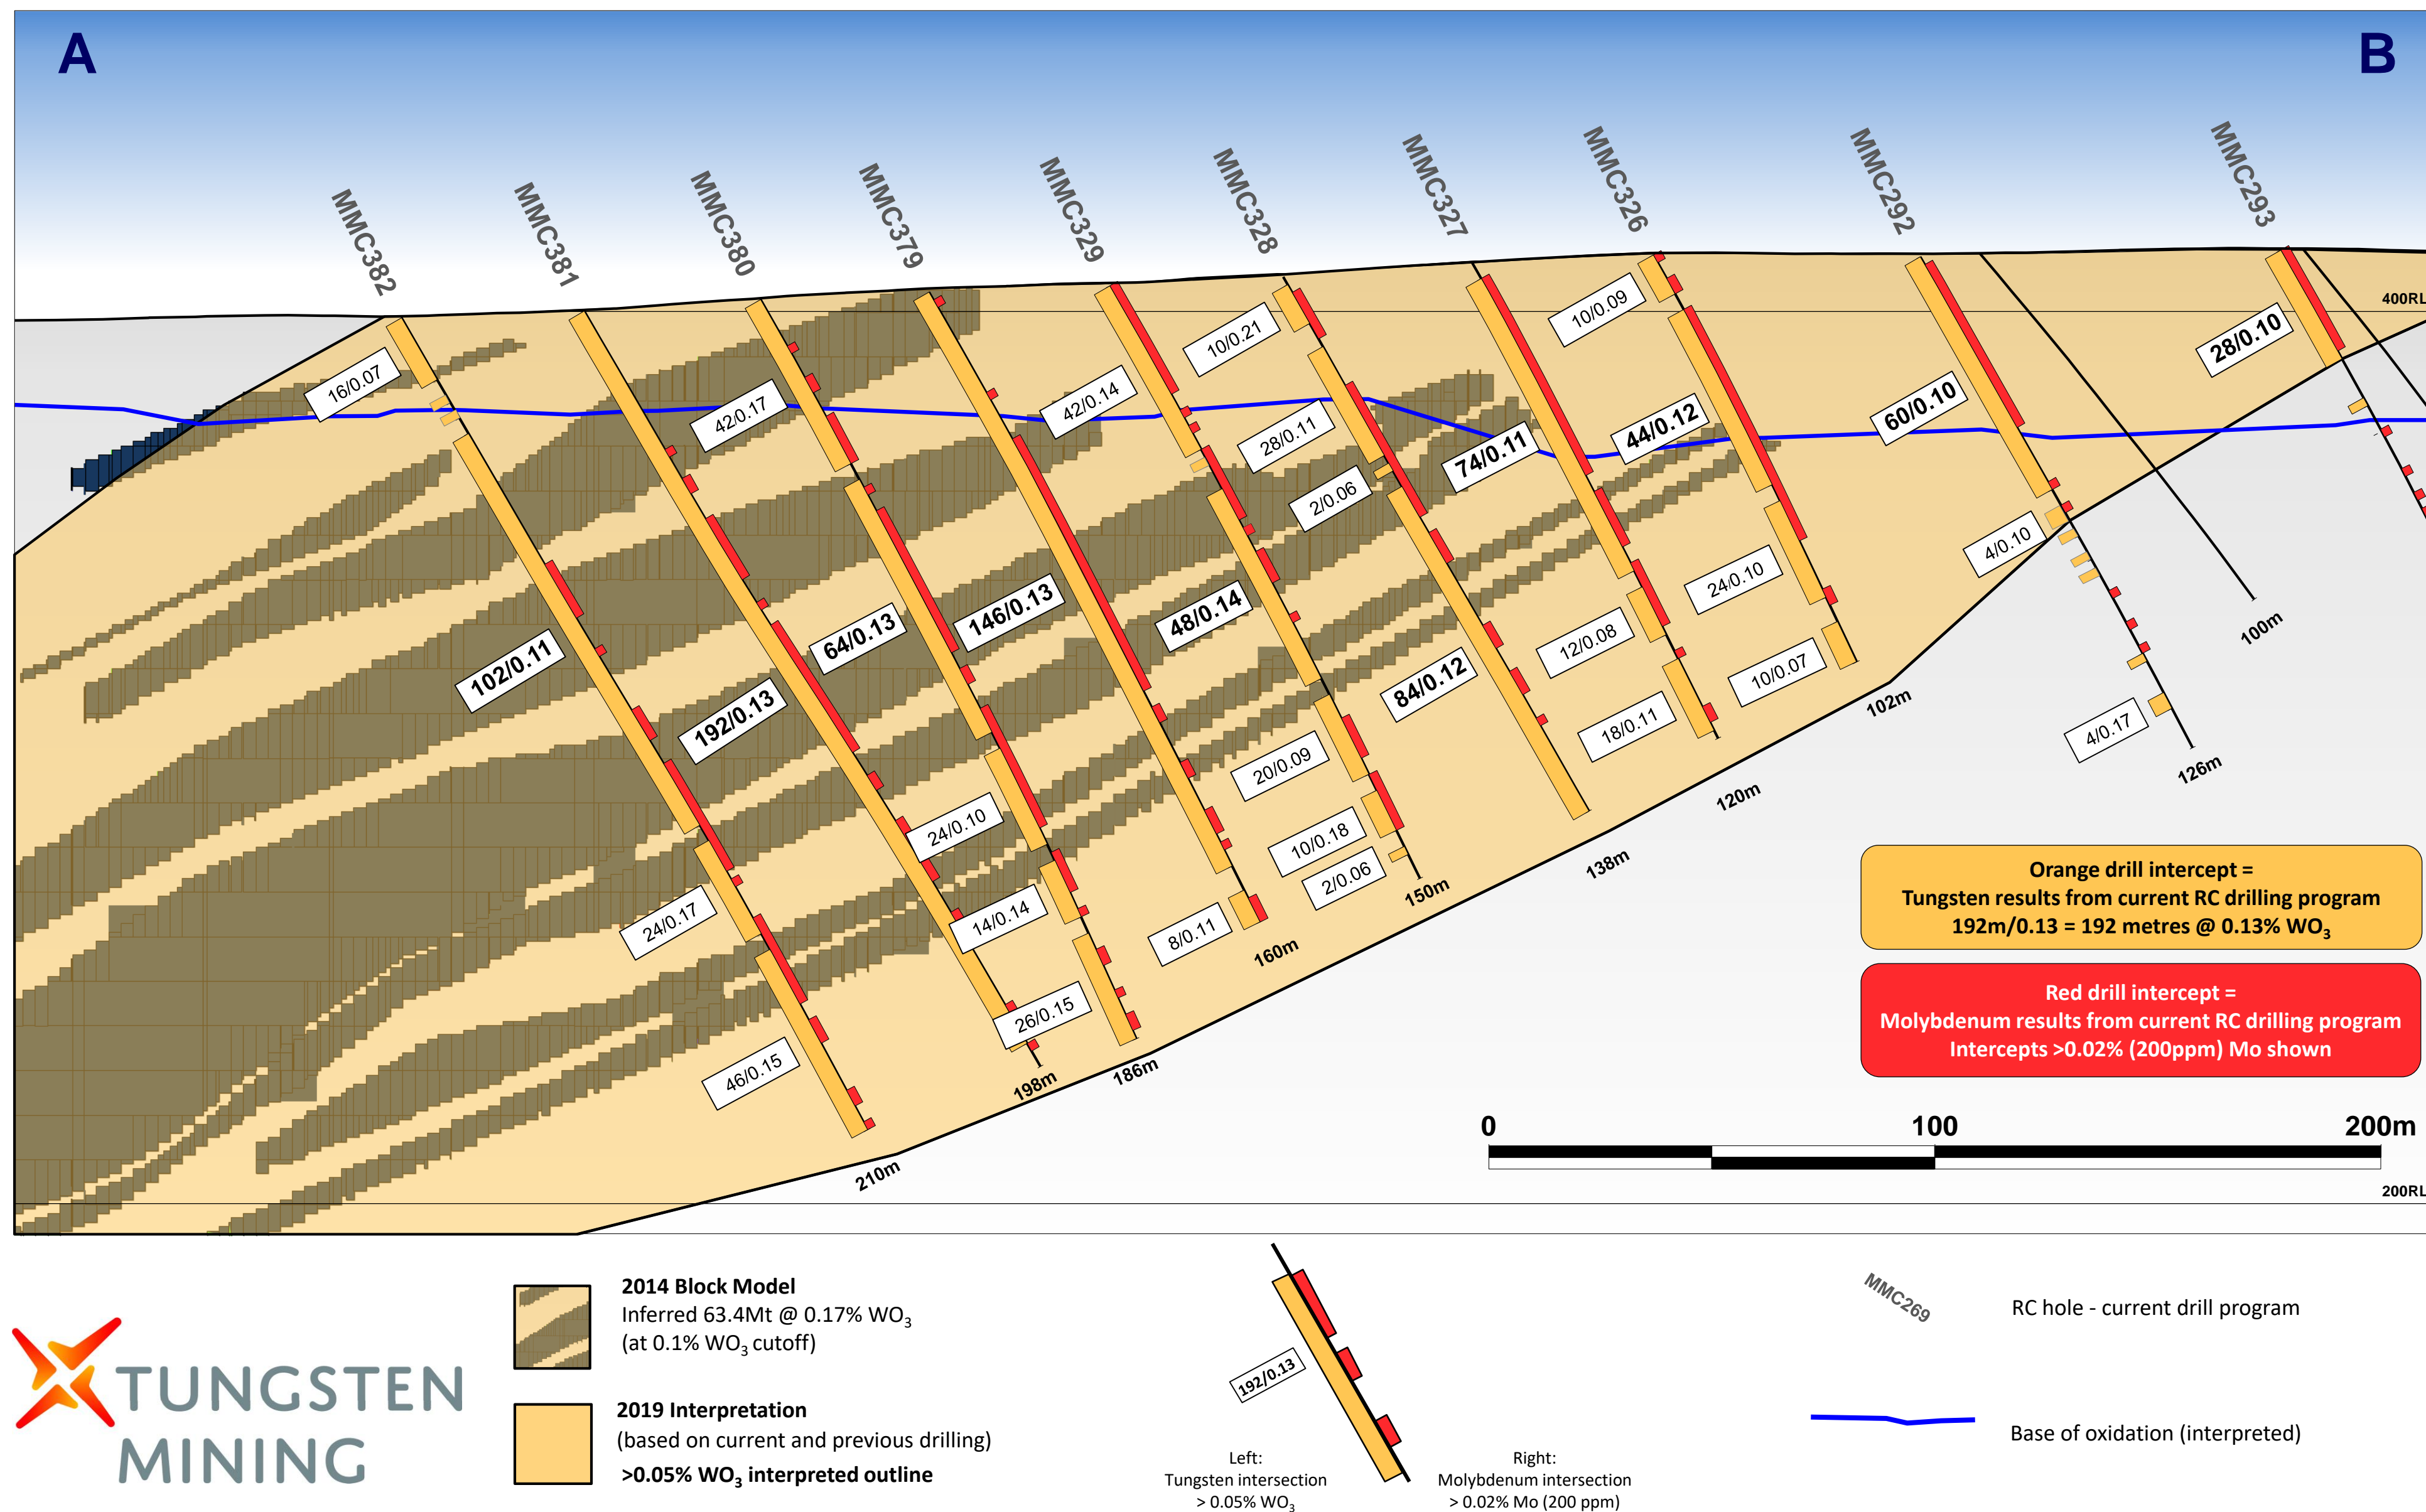 A
B
MMC382
MMC381
MMC380
MMC379
MMC329
MMC328
MMC327
MMC326
MMC292
MMC293
400RL
16/0.07
42/0.17
42/0.14
10/0.21
28/0.11
2/0.06
74/0.11
10/0.09
44/0.12
60/0.10
28/0.10
4/0.10
102/0.11
192/0.13
64/0.13
146/0.13
48/0.14
84/0.12
12/0.08
24/0.10
18/0.11
10/0.07
4/0.17
20/0.09
10/0.18
2/0.06
24/0.10
24/0.17
14/0.14
8/0.11
26/0.15
46/0.15
100m
102m
126m
120m
138m
150m
160m
186m
198m
210m
Orange drill intercept =
Tungsten results from current RC drilling program
192m/0.13 = 192 metres @ 0.13% WO3
Red drill intercept =
Molybdenum results from current RC drilling program
Intercepts >0.02% (200ppm) Mo shown
0 100 200m
200RL
TUNGSTEN
MINING
2014 Block Model
Inferred 63.4Mt @ 0.17% WO3
(at 0.1% WO3 cutoff)
2019 Interpretation
(based on current and previous drilling)
>0.05% WO3 interpreted outline
192/0.13
Left:
Tungsten intersection
> 0.05% WO3
Right:
Molybdenum intersection
> 0.02% Mo (200 ppm)
MMC269
RC hole - current drill program
Base of oxidation (interpreted)